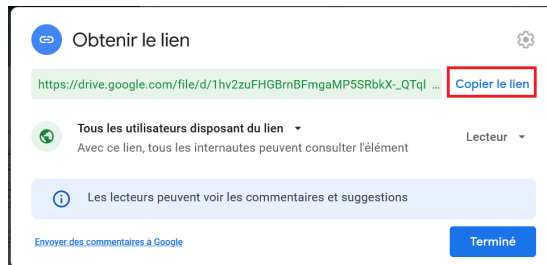 Obtenir le lien
https://drive.google.com/file/d/1hv2zuFHGBrnBFmgaMP5SRbkX-_QTqI ... Copier le lien
Tous les utilisateurs disposant du lien
Avec ce lien, tous les internautes peuvent consulter l'élément
Lecteur
Les lecteurs peuvent voir les commentaires et suggestions
Envoyer des commentaires à Google
Terminé